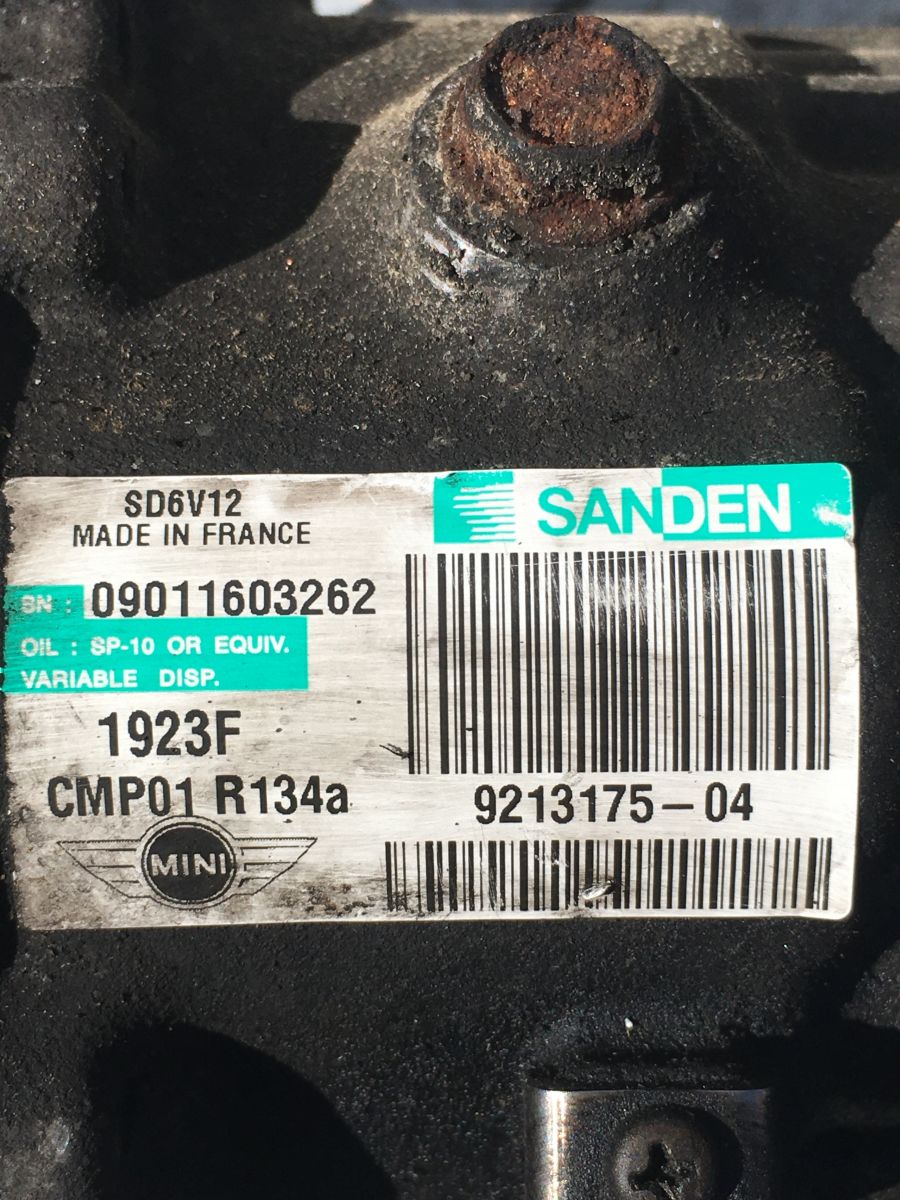 SD6V12
MADE IN FRANCE
SANDEN
SN : 09011603262
OIL : SP-10 OR EQUIV.
VARIABLE DISP.
1923F
CMP01 R134a
9213175-04
MINI